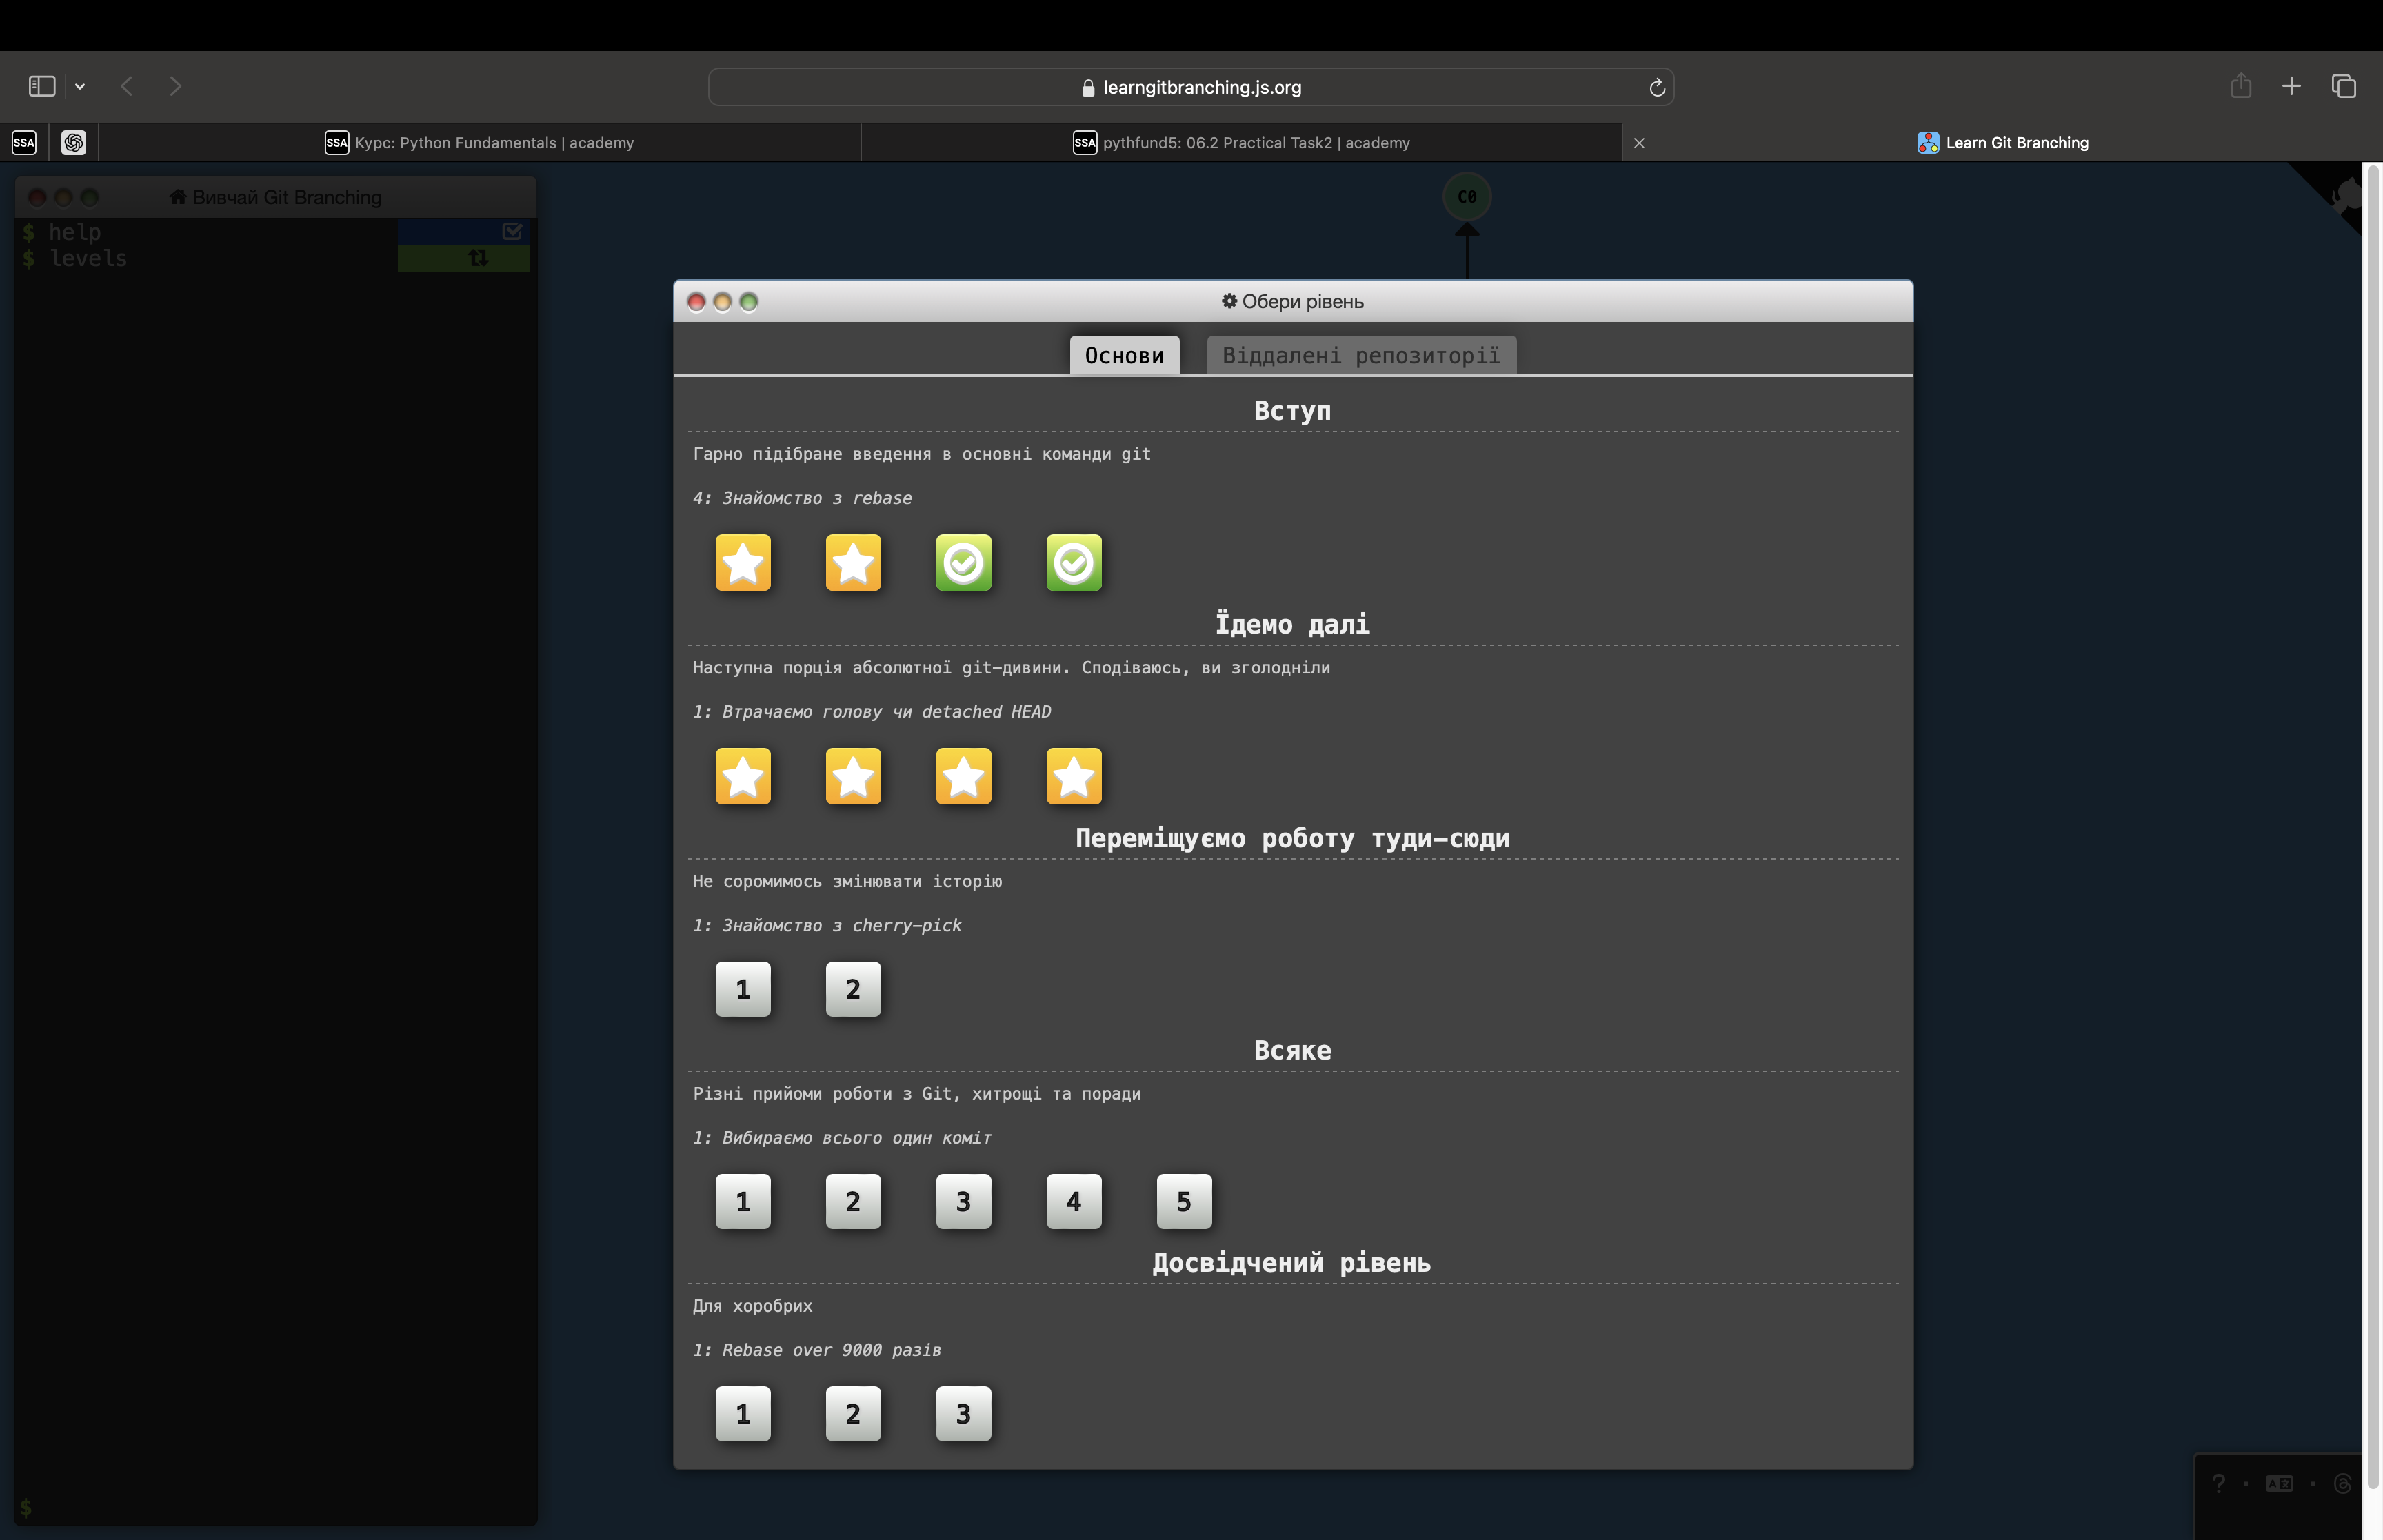 learngitbranching.js.org
SSA
SSA Курс: Python Fundamentals | academy
SSA pythfund5: 06.2 Practical Task2 | academy
Learn Git Branching
Вивчай Git Branching
$ help
$ levels
C0
Обери рівень
Основи
Віддалені репозиторії
Вступ
Гарно підібране введення в основні команди git
4: Знайомство з rebase
Їдемо далі
Наступна порція абсолютної git-дивини. Сподіваюсь, ви зголодніли
1: Втрачаємо голову чи detached HEAD
Переміщуємо роботу туди-сюди
Не соромимось змінювати історію
1: Знайомство з cherry-pick
1 2
Всяке
Різні прийоми роботи з Git, хитрощі та поради
1: Вибираємо всього один коміт
1 2 3 4 5
Досвідчений рівень
Для хоробрих
1: Rebase over 9000 разів
1 2 3
$
?